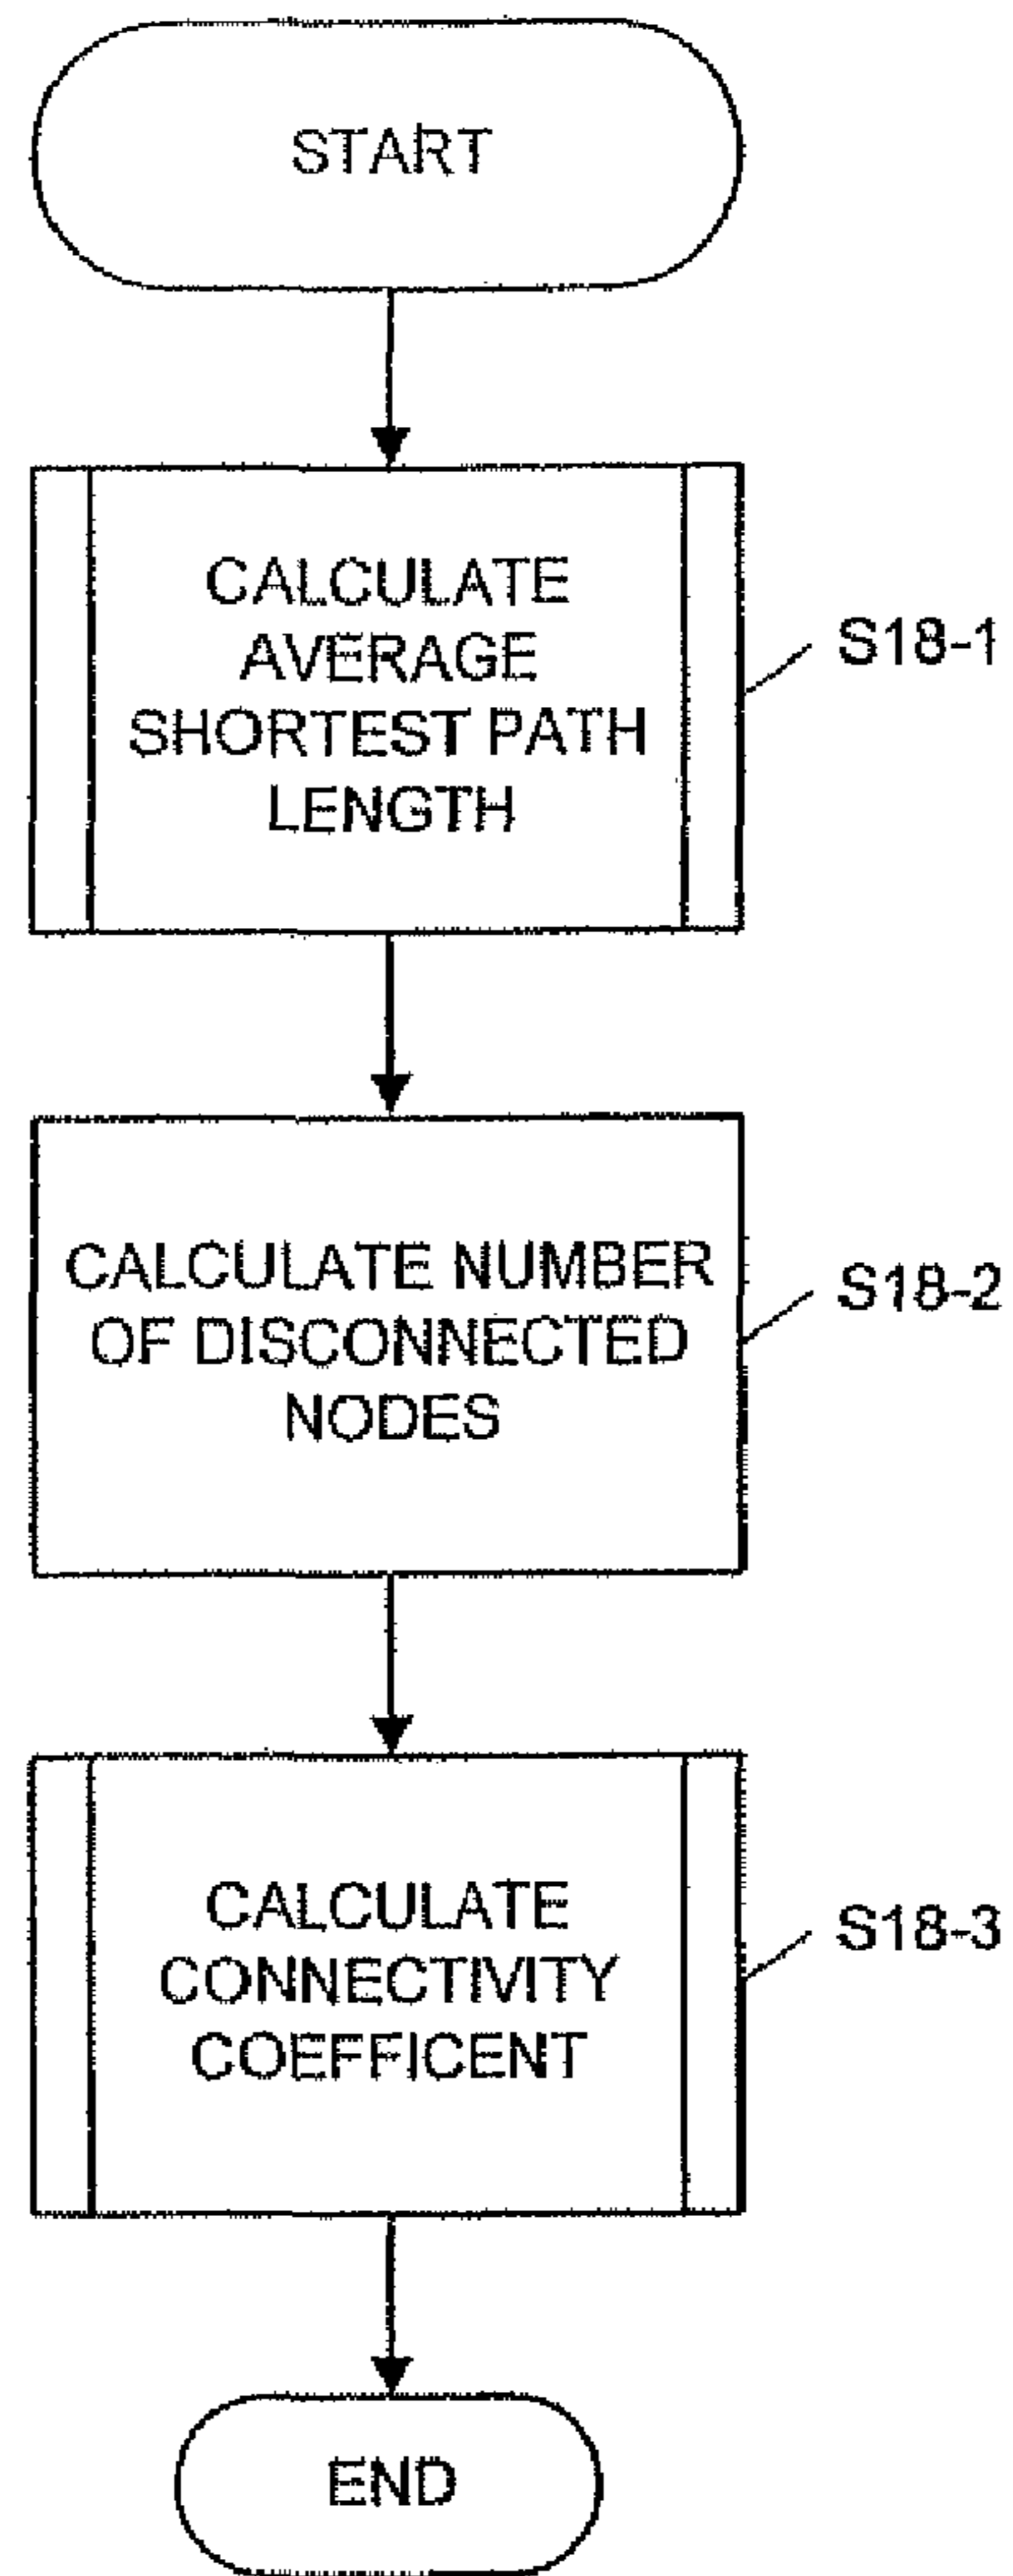 START
CALCULATE
AVERAGE
SHORTEST PATH
LENGTH
S18-1
CALCULATE NUMBER
OF DISCONNECTED
NODES
S18-2
CALCULATE
CONNECTIVITY
COEFFICENT
S18-3
END